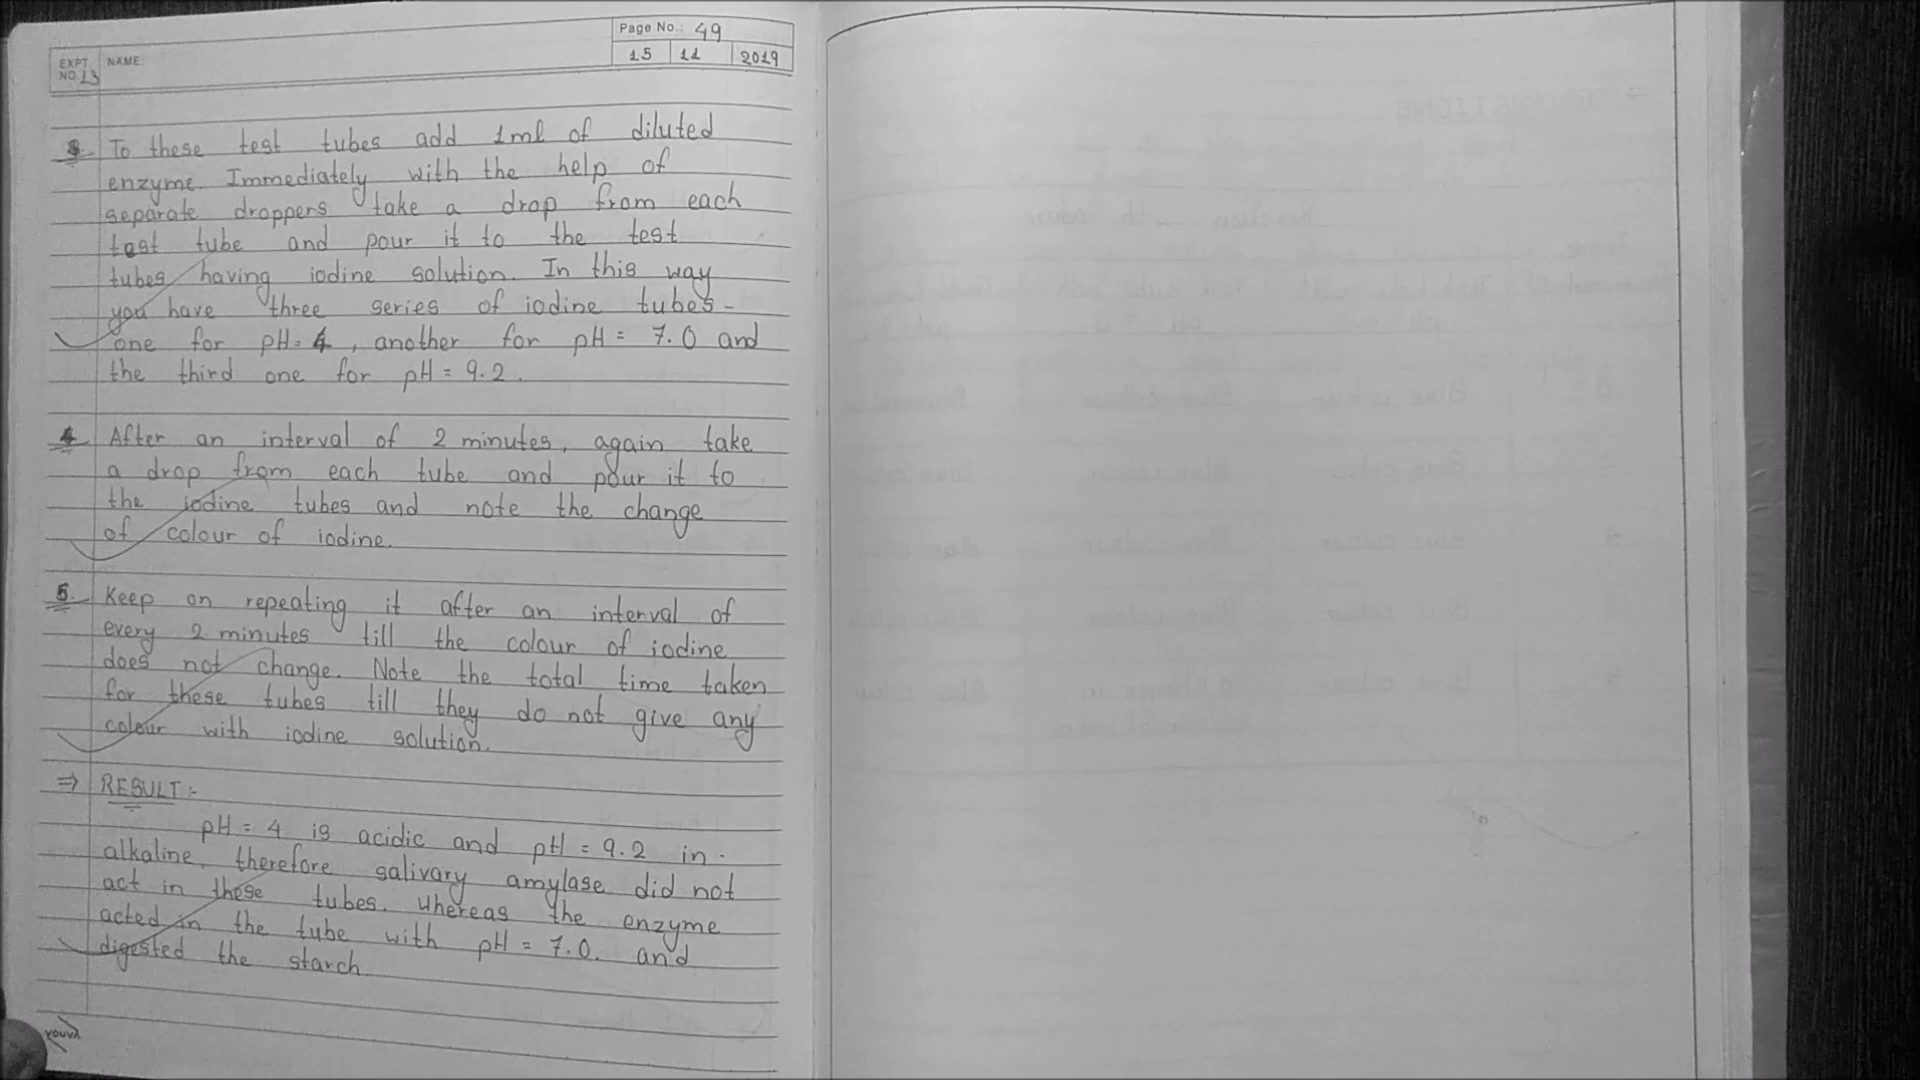 Page No.: 49
EXPT. NO. 13 NAME:
15 11 2019
3. To these test tubes add 1ml of diluted
enzyme. Immediately with the help of
separate droppers take a drop from each
test tube and pour it to the test
tubes having iodine solution. In this way
you have three series of iodine tubes-
one for pH= 4, another for pH = 7.0 and
the third one for pH = 9.2.
4. After an interval of 2 minutes, again take
a drop from each tube and pour it to
the iodine tubes and note the change
of colour of iodine.
5. Keep on repeating it after an interval of
every 2 minutes till the colour of iodine
does not change. Note the total time taken
for these tubes till they do not give any
colour with iodine solution.
⇒ RESULT:-
pH = 4 is acidic and pH = 9.2 in
alkaline, therefore salivary amylase did not
act in these tubes. Whereas the enzyme
acted in the tube with pH = 7.0. and
digested the starch
YOUVA